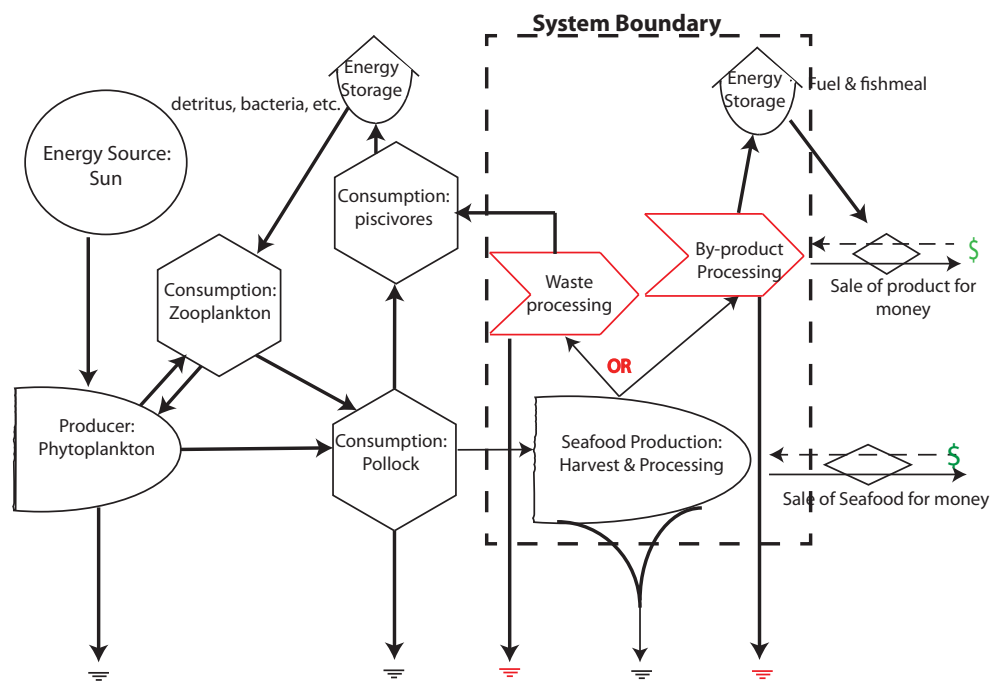 System Boundary
Energy
Storage
detritus, bacteria, etc.
Energy
Storage
Fuel & fishmeal
Energy Source:
Sun
Consumption:
piscivores
Consumption:
Zooplankton
Waste
processing
By-product
Processing
$
Sale of product for
money
OR
Producer:
Phytoplankton
Consumption:
Pollock
Seafood Production:
Harvest & Processing
$
Sale of Seafood for money